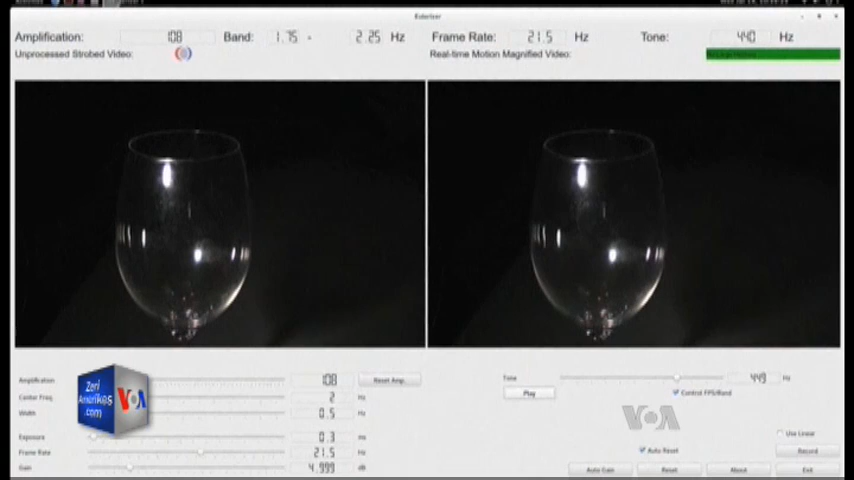 Eulerizer
Amplification: 108 Band: 1.75 - 2.25 Hz Frame Rate: 21.5 Hz Tone: 440 Hz
Unprocessed Strobed Video: Real-time Motion Magnified Video:
Amplification 108 Reset Amp.
Center Freq 2 Hz
Width 0.5 Hz
Exposure 0.3 ms
Frame Rate 21.5 Hz
Gain 4.999 dB
Tone 449 Hz
Play Control FPS/Band
Use Linear
Auto Reset Record
Auto Gain Reset About Exit
Zeri
Amerikes
.com
VOA
VOA